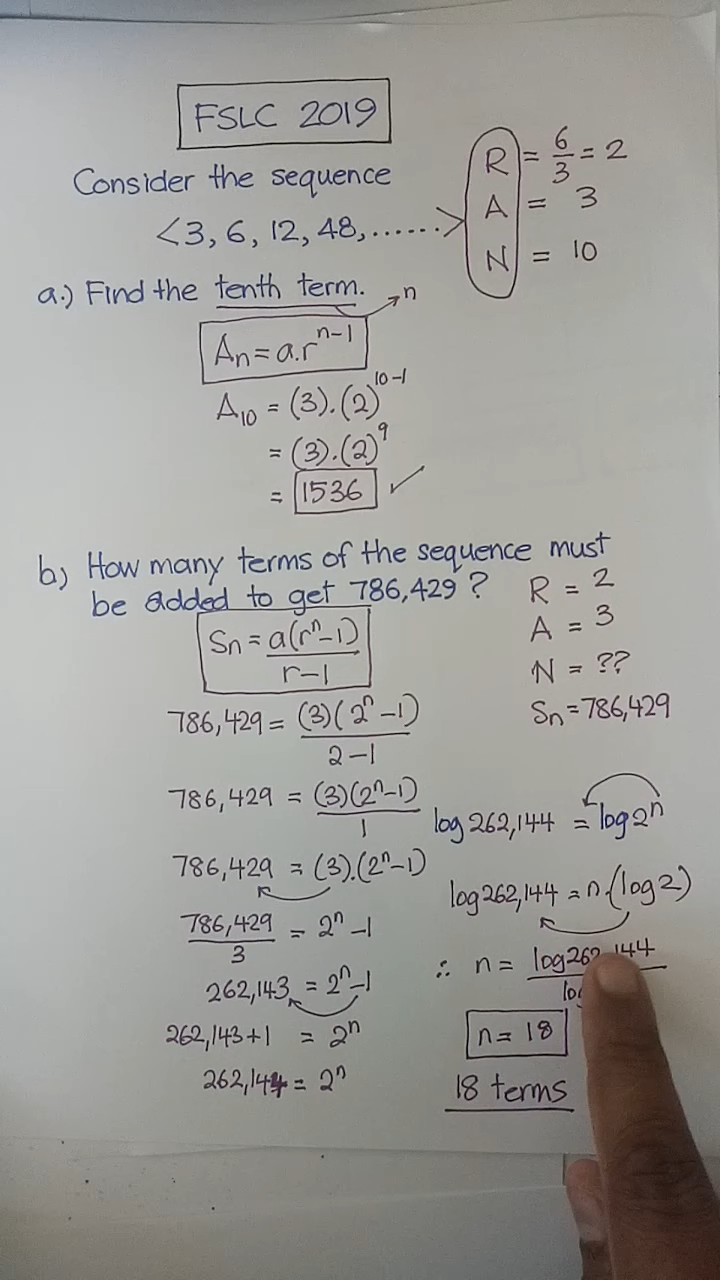 FSLC 2019
Consider the sequence
<3, 6, 12, 48, ......>
R = 6/3 = 2
A = 3
N = 10
a.) Find the tenth term.
→n
An = a.r^n-1
A10 = (3).(2)^10-1
= (3).(2)^9
= 1536 ✓
b) How many terms of the sequence must
be added to get 786,429?
R = 2
A = 3
N = ??
Sn = 786,429
Sn = a(r^n-1)/r-1
786,429 = (3)(2^n-1)/2-1
786,429 = (3)(2^n-1)/1
786,429 = (3).(2^n-1)
786,429/3 = 2^n-1
262,143 = 2^n-1
262,143+1 = 2^n
262,144 = 2^n
log 262,144 = log 2^n
log 262,144 = n.(log 2)
∴ n = log 262,144/log
n = 18
18 terms